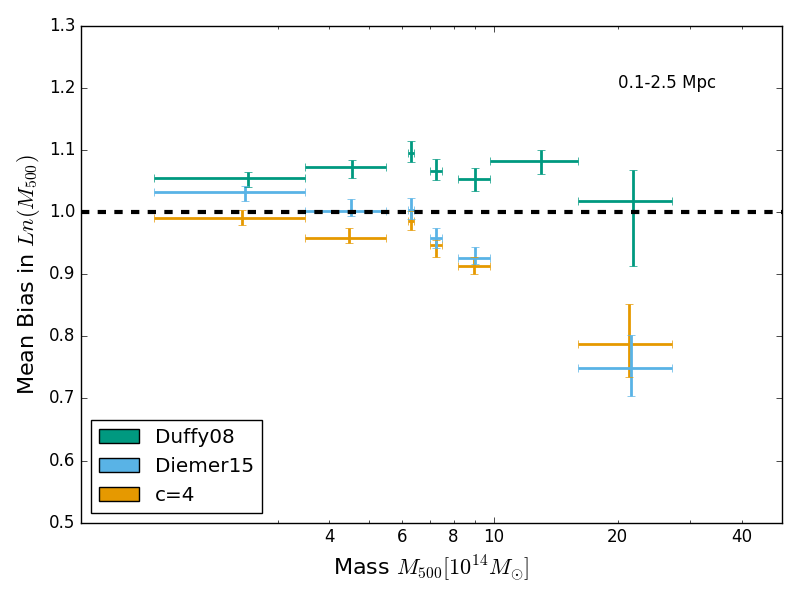 1.3
1.2
1.1
1.0
0.9
0.8
0.7
0.6
0.5
Mean Bias in Ln(M500)
0.1-2.5 Mpc
Duffy08
Diemer15
c=4
4 6 8 10 20 40
Mass M500[10^14 M⊙]